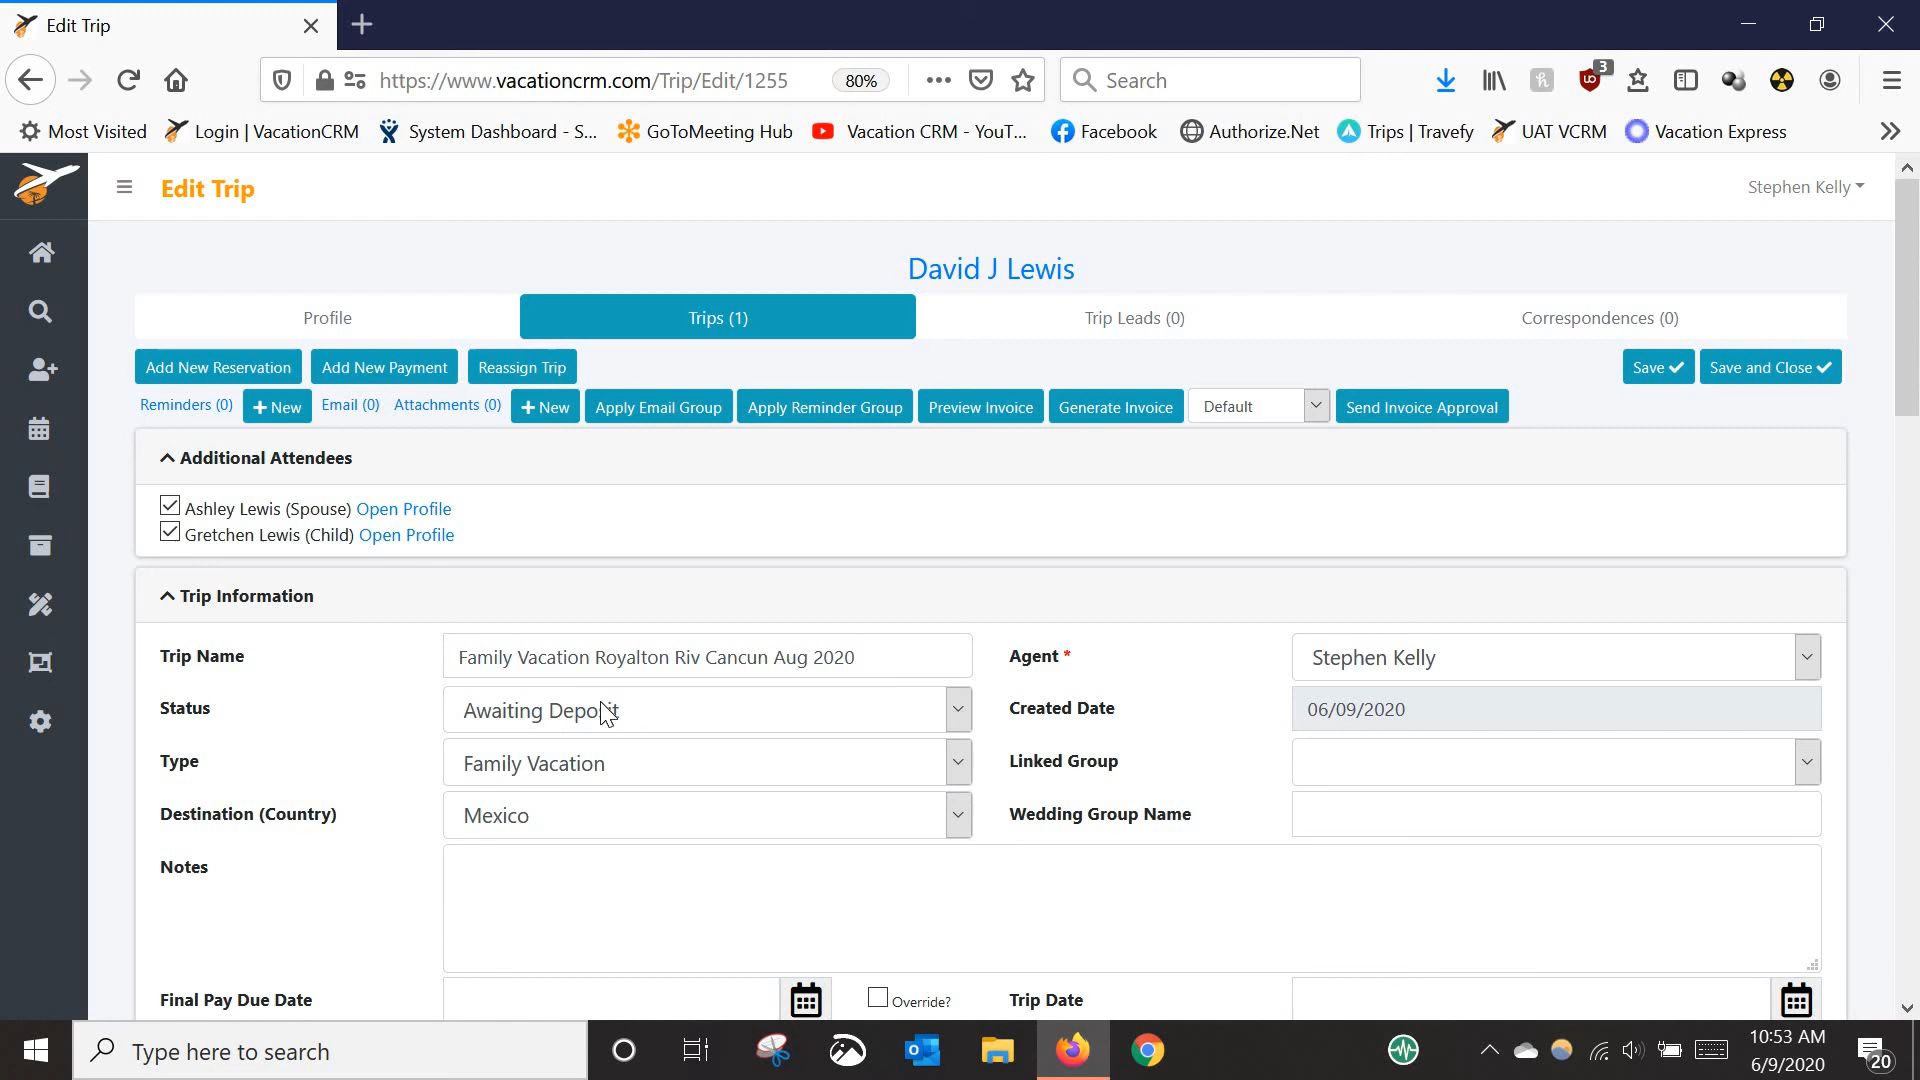 Edit Trip
https://www.vacationcrm.com/Trip/Edit/1255
80%
Search
3
Most Visited
Login | VacationCRM
System Dashboard - S...
GoToMeeting Hub
Vacation CRM - YouT...
Facebook
Authorize.Net
Trips | Travefy
UAT VCRM
Vacation Express
Edit Trip
Stephen Kelly
David J Lewis
Profile
Trips (1)
Trip Leads (0)
Correspondences (0)
Add New Reservation
Add New Payment
Reassign Trip
Save
Save and Close
Reminders (0)
New
Email (0)
Attachments (0)
New
Apply Email Group
Apply Reminder Group
Preview Invoice
Generate Invoice
Default
Send Invoice Approval
Additional Attendees
Ashley Lewis (Spouse) Open Profile
Gretchen Lewis (Child) Open Profile
Trip Information
Trip Name
Family Vacation Royalton Riv Cancun Aug 2020
Agent *
Stephen Kelly
Status
Awaiting Deposit
Created Date
06/09/2020
Type
Family Vacation
Linked Group
Destination (Country)
Mexico
Wedding Group Name
Notes
Final Pay Due Date
Override?
Trip Date
Type here to search
10:53 AM
6/9/2020
20